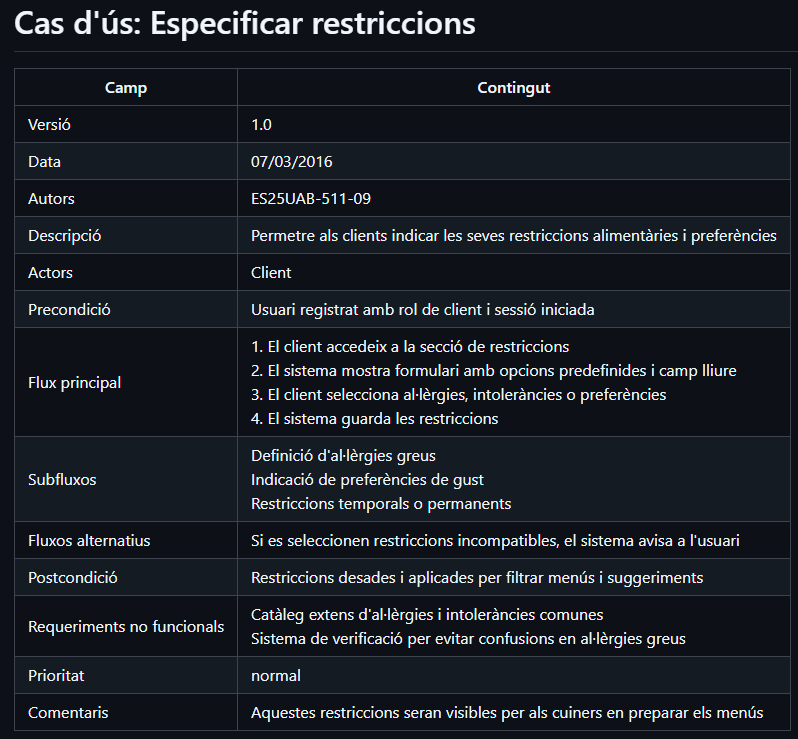 Cas d'ús: Especificar restriccions
Camp Contingut
Versió 1.0
Data 07/03/2016
Autors ES25UAB-511-09
Descripció Permetre als clients indicar les seves restriccions alimentàries i preferències
Actors Client
Precondició Usuari registrat amb rol de client i sessió iniciada
Flux principal
1. El client accedeix a la secció de restriccions
2. El sistema mostra formulari amb opcions predefinides i camp lliure
3. El client selecciona al·lèrgies, intoleràncies o preferències
4. El sistema guarda les restriccions
Subfluxos
Definició d'al·lèrgies greus
Indicació de preferències de gust
Restriccions temporals o permanents
Fluxos alternatius Si es seleccionen restriccions incompatibles, el sistema avisa a l'usuari
Postcondició Restriccions desades i aplicades per filtrar menús i suggeriments
Requeriments no funcionals
Catàleg extens d'al·lèrgies i intoleràncies comunes
Sistema de verificació per evitar confusions en al·lèrgies greus
Prioritat normal
Comentaris Aquestes restriccions seran visibles per als cuiners en preparar els menús